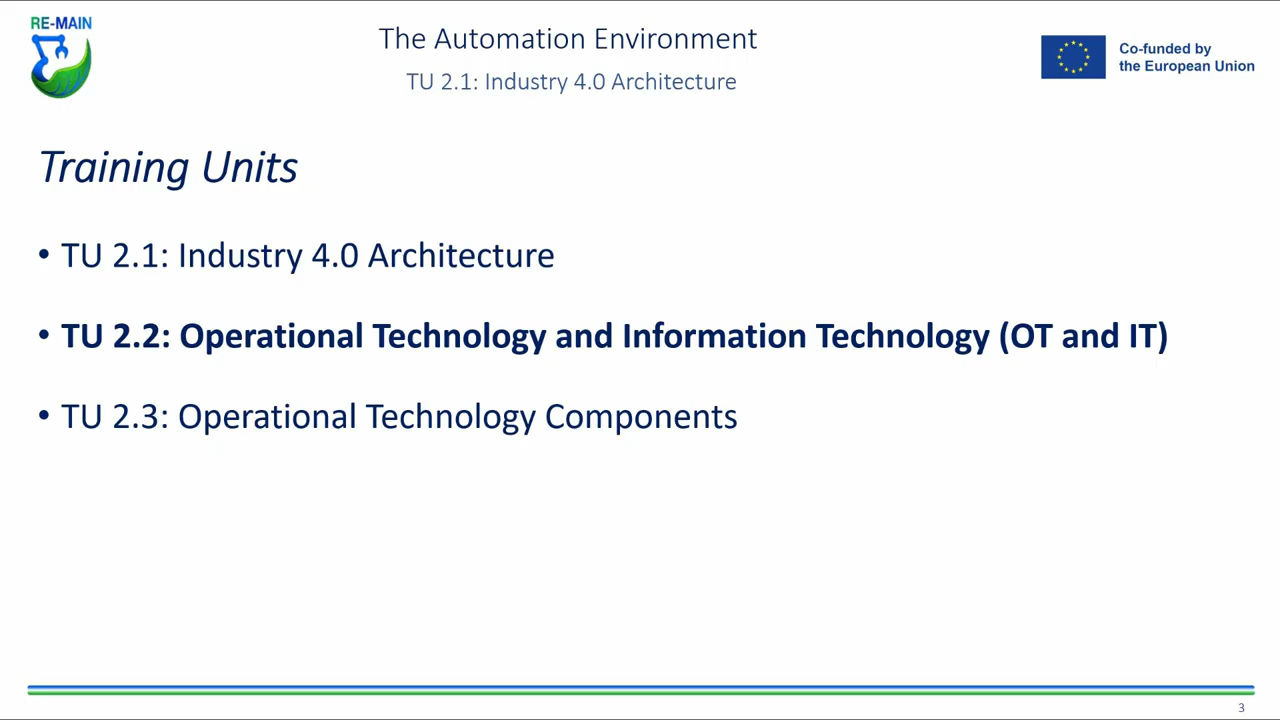 RE-MAIN
The Automation Environment
TU 2.1: Industry 4.0 Architecture
Co-funded by
the European Union
Training Units
• TU 2.1: Industry 4.0 Architecture
• TU 2.2: Operational Technology and Information Technology (OT and IT)
• TU 2.3: Operational Technology Components
3